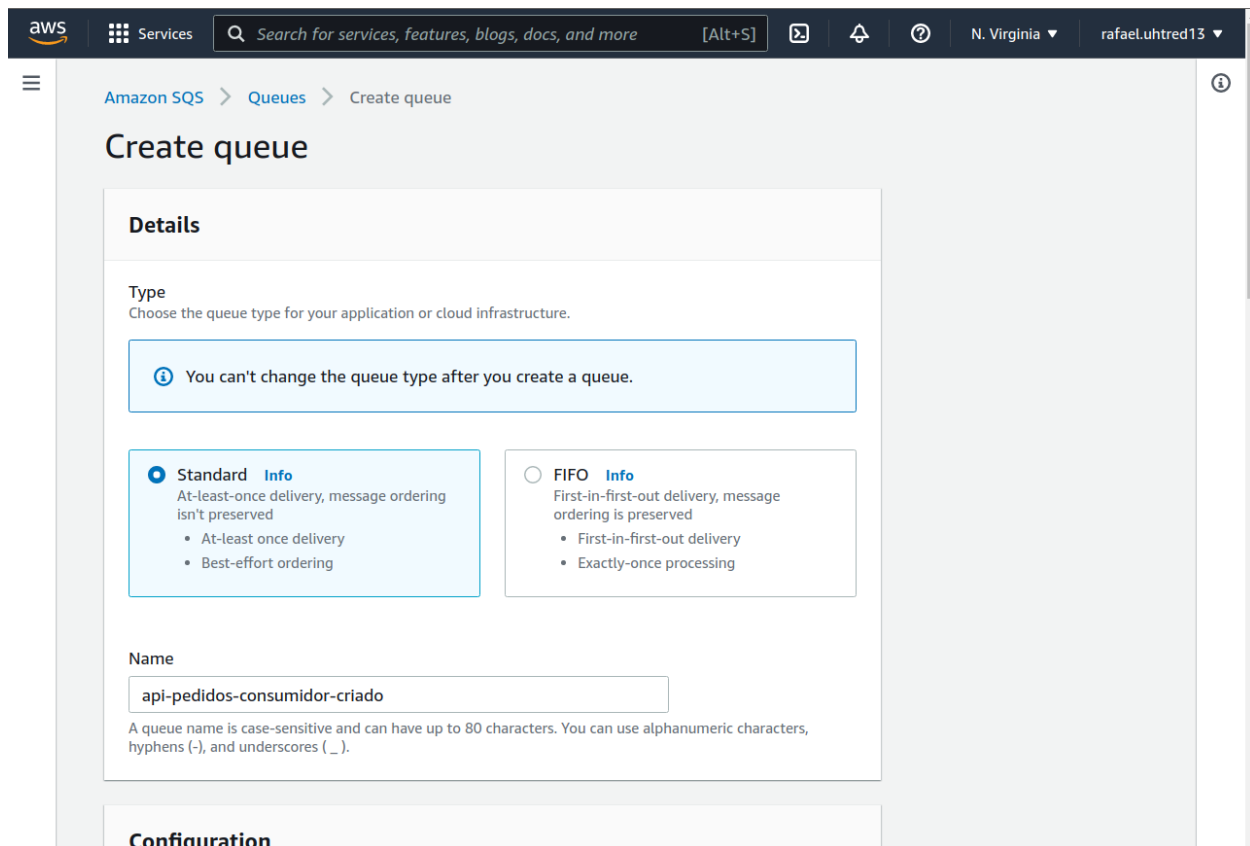 aws Services Search for services, features, blogs, docs, and more [Alt+S] N. Virginia ▼ rafael.uhtred13 ▼
Amazon SQS > Queues > Create queue
Create queue
Details
Type
Choose the queue type for your application or cloud infrastructure.
You can't change the queue type after you create a queue.
Standard Info
At-least-once delivery, message ordering
isn't preserved
• At-least once delivery
• Best-effort ordering
FIFO Info
First-in-first-out delivery, message
ordering is preserved
• First-in-first-out delivery
• Exactly-once processing
Name
api-pedidos-consumidor-criado
A queue name is case-sensitive and can have up to 80 characters. You can use alphanumeric characters,
hyphens (-), and underscores ( _ ).
Configuration